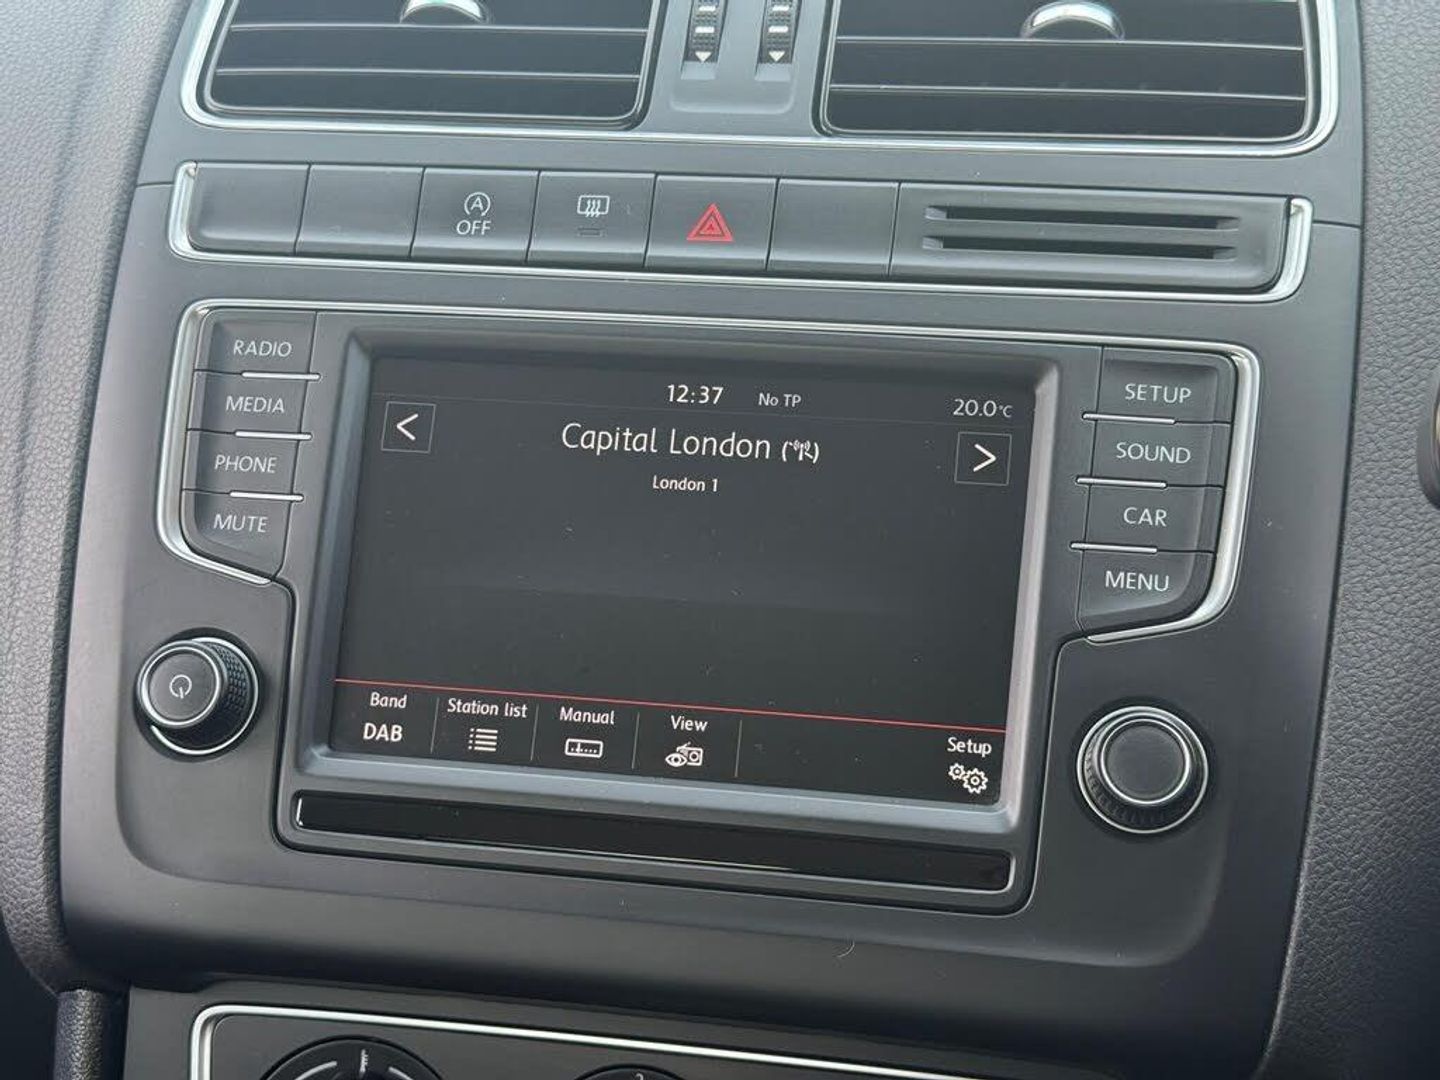 OFF
RADIO
MEDIA
PHONE
MUTE
12:37 No TP 20.0°C
< Capital London >
London 1
Band Station list Manual View Setup
DAB
SETUP
SOUND
CAR
MENU